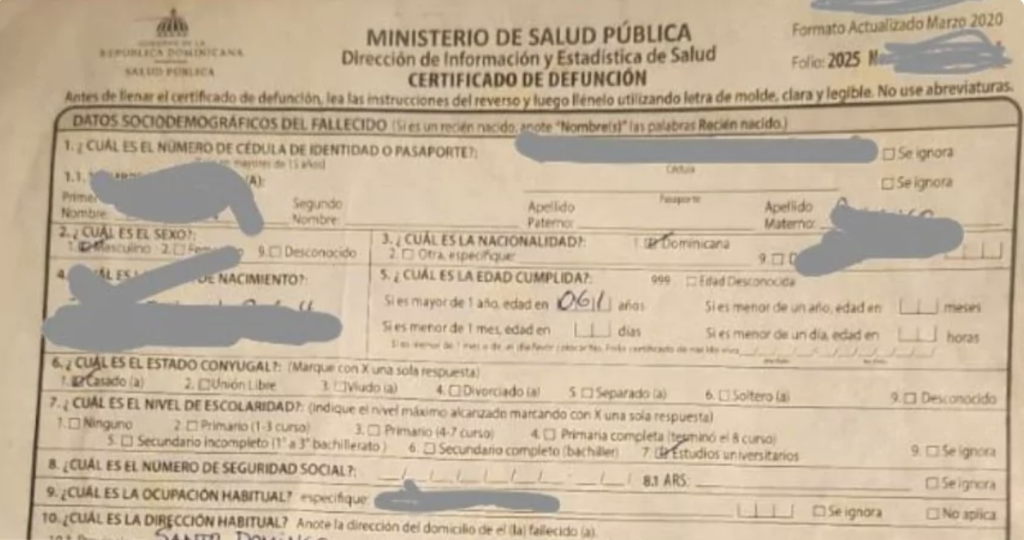 GOBIERNO DE LA
REPÚBLICA DOMINICANA
SALUD PÚBLICA
MINISTERIO DE SALUD PÚBLICA
Dirección de Información y Estadística de Salud
CERTIFICADO DE DEFUNCIÓN
Formato Actualizado Marzo 2020
Folio: 2025
Antes de llenar el certificado de defunción, lea las instrucciones del reverso y luego llénelo utilizando letra de molde, clara y legible. No use abreviaturas.
DATOS SOCIODEMOGRÁFICOS DEL FALLECIDO (Si es un recién nacido, anote "Nombre(s)" las palabras Recién nacido.)
1. ¿CUÁL ES EL NÚMERO DE CÉDULA DE IDENTIDAD O PASAPORTE?: Se ignora
mayores de 15 años) Cédula
1.1. (A): Se ignora
Pasaporte
Primer Nombre: Segundo Nombre: Apellido Paterno: Apellido Materno:
2. ¿CUÁL ES EL SEXO?:
1. Masculino 2. 9. Desconocido
3. ¿CUÁL ES LA NACIONALIDAD?: 1. Dominicana
2. Otra, especifique: 9.
4. DE NACIMIENTO?:
5. ¿CUÁL ES LA EDAD CUMPLIDA?: 999 Edad Desconocida
Si es mayor de 1 año, edad en 061 años Si es menor de un año, edad en meses
Si es menor de 1 mes, edad en días Si es menor de un día, edad en horas
6. ¿CUÁL ES EL ESTADO CONYUGAL?: (Marque con X una sola respuesta)
1. Casado (a) 2. Unión Libre 3. Viudo (a) 4. Divorciado (a) 5 Separado (a) 6. Soltero (a) 9. Desconocido
7. ¿CUÁL ES EL NIVEL DE ESCOLARIDAD?: (Indique el nivel máximo alcanzado marcando con X una sola respuesta)
1. Ninguno 2. Primario (1-3 curso) 3. Primario (4-7 curso) 4. Primaria completa (terminó el 8 curso)
5. Secundario incompleto (1° a 3° bachillerato) 6. Secundario completo (bachiller) 7. Estudios universitarios 9. Se ignora
8. ¿CUÁL ES EL NÚMERO DE SEGURIDAD SOCIAL?: 8.1 ARS: Se ignora
9. ¿CUÁL ES LA OCUPACIÓN HABITUAL? especifique Se ignora No aplica
10. ¿CUÁL ES LA DIRECCIÓN HABITUAL? Anote la dirección del domicilio de el (la) fallecido (a).
SANTO DOMINGO